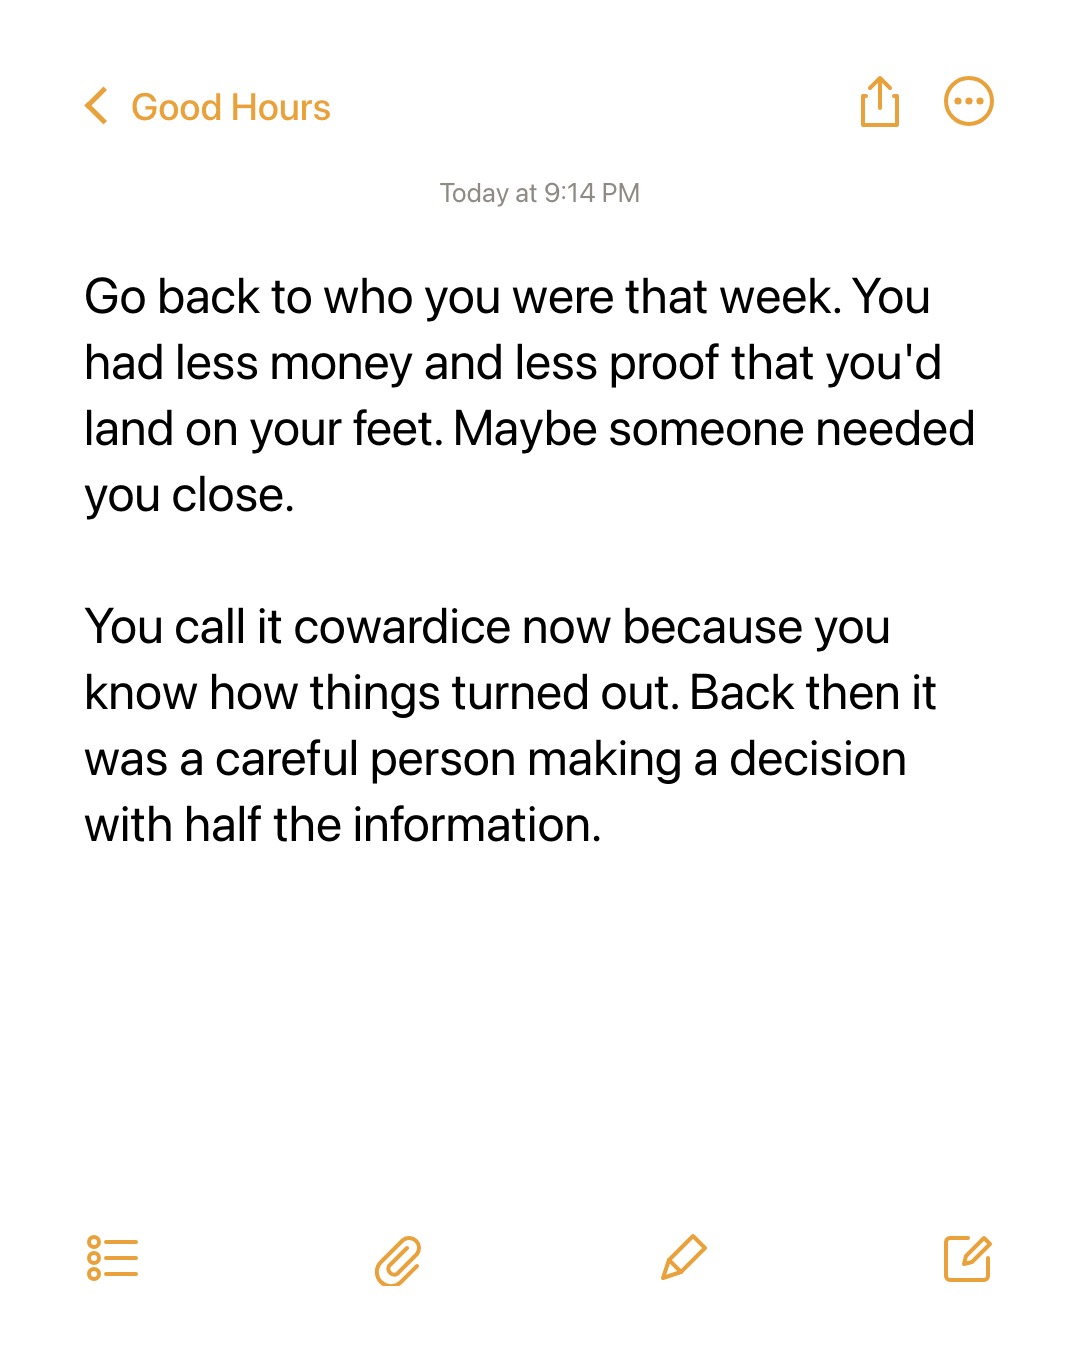 Good Hours
Today at 9:14 PM
Go back to who you were that week. You
had less money and less proof that you'd
land on your feet. Maybe someone needed
you close.
You call it cowardice now because you
know how things turned out. Back then it
was a careful person making a decision
with half the information.